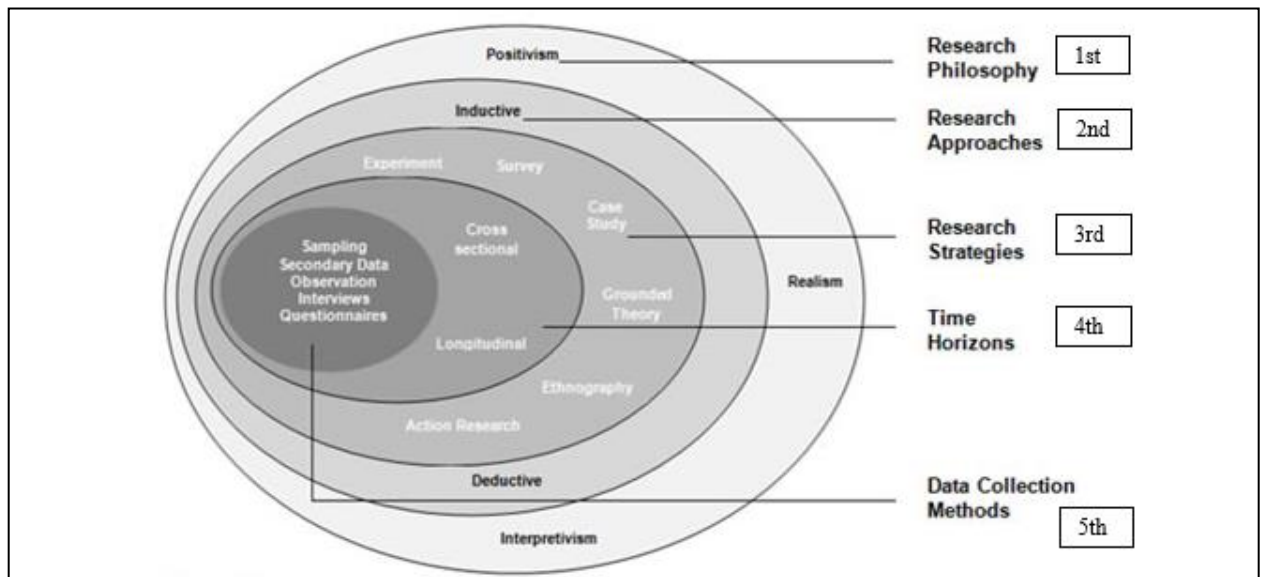 Positivism
Research
Philosophy
1st
Inductive
Research
Approaches
2nd
Experiment
Survey
Case
Study
Research
Strategies
3rd
Cross
sectional
Sampling
Secondary Data
Observation
Interviews
Questionnaires
Realism
Grounded
Theory
Time
Horizons
4th
Longitudinal
Ethnography
Action Research
Deductive
Data Collection
Methods
5th
Interpretivism